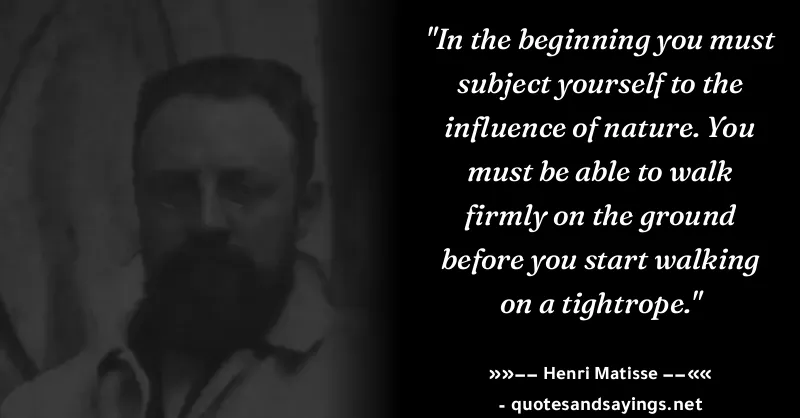 "In the beginning you must
subject yourself to the
influence of nature. You
must be able to walk
firmly on the ground
before you start walking
on a tightrope."
»»−− Henri Matisse −−««
- quotesandsayings.net